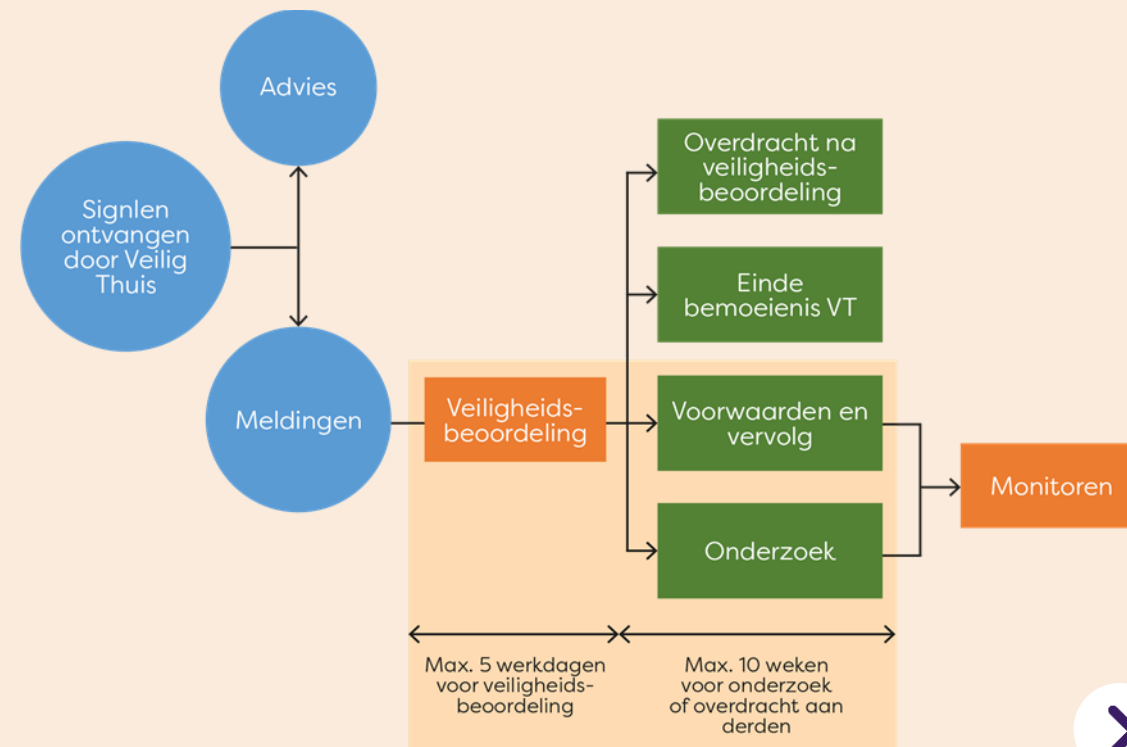 Advies
Signlen
ontvangen
door Veilig
Thuis
Meldingen
Veiligheids-
beoordeling
Overdracht na
veiligheids-
beoordeling
Einde
bemoeienis VT
Voorwaarden en
vervolg
Onderzoek
Monitoren
Max. 5 werkdagen
voor veiligheids-
beoordeling
Max. 10 weken
voor onderzoek
of overdracht aan
derden